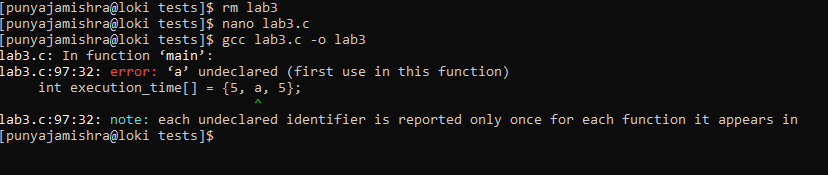 [punyajamishra@loki tests]$ rm lab3
[punyajamishra@loki tests]$ nano lab3.c
[punyajamishra@loki tests]$ gcc lab3.c -o lab3
lab3.c: In function ‘main’:
lab3.c:97:32: error: ‘a’ undeclared (first use in this function)
     int execution_time[] = {5, a, 5};
                                ^
lab3.c:97:32: note: each undeclared identifier is reported only once for each function it appears in
[punyajamishra@loki tests]$